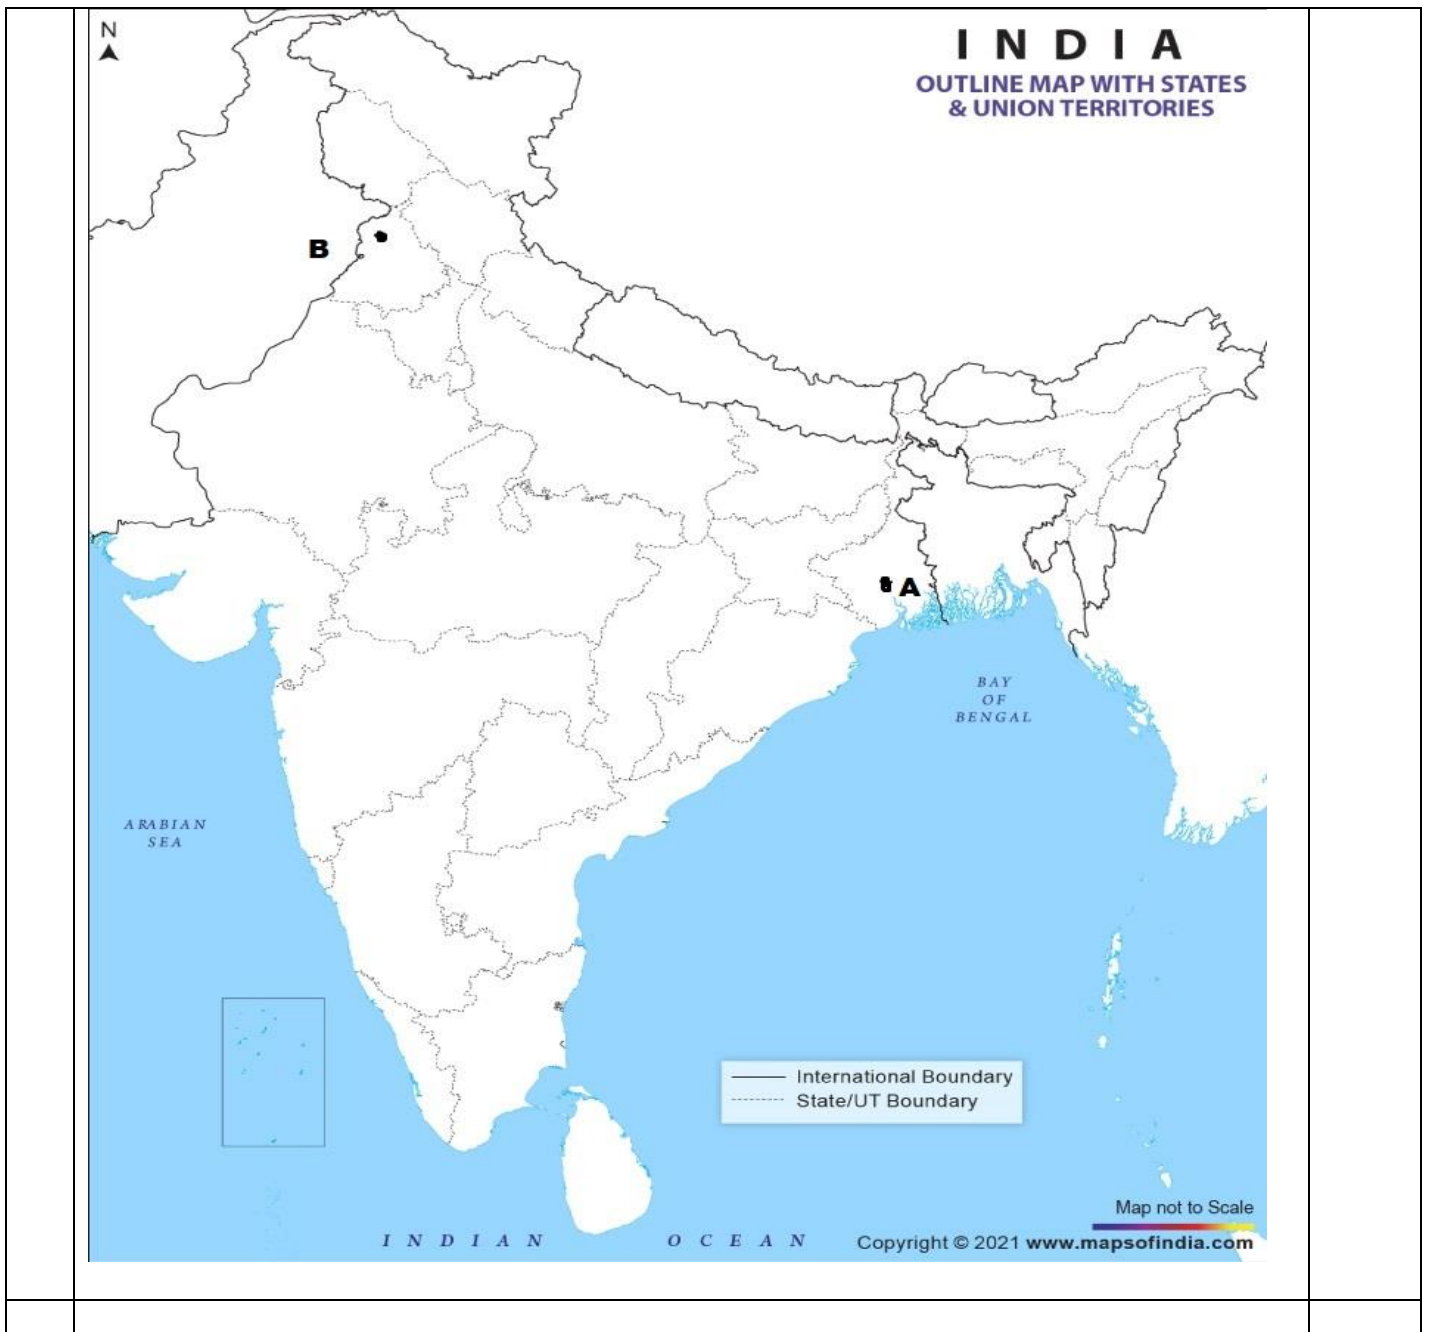 N
INDIA
OUTLINE MAP WITH STATES
& UNION TERRITORIES
B
A
BAY
OF
BENGAL
ARABIAN
SEA
International Boundary
State/UT Boundary
Map not to Scale
INDIAN OCEAN
Copyright © 2021 www.mapsofindia.com